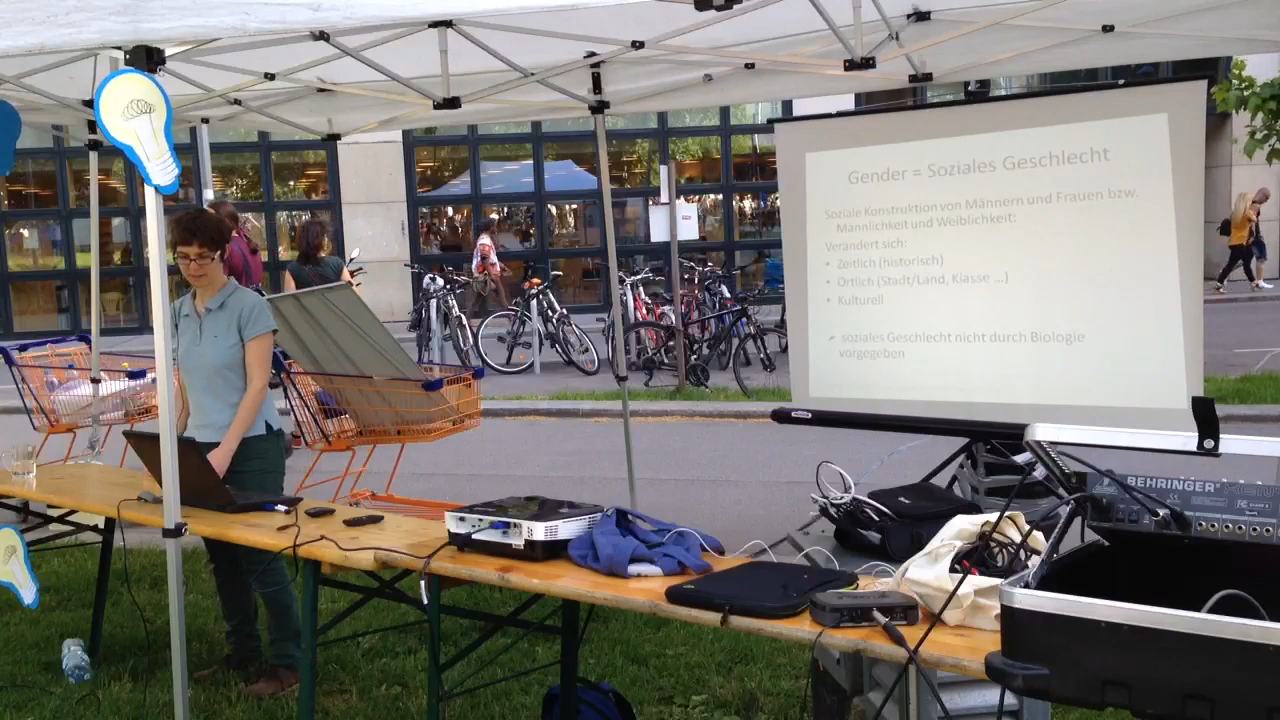 Gender = Soziales Geschlecht
Soziale Konstruktion von Männern und Frauen bzw.
Männlichkeit und Weiblichkeit:
Verändert sich:
• Zeitlich (historisch)
• Örtlich (Stadt/Land, Klasse ...)
• Kulturell
soziales Geschlecht nicht durch Biologie
vorgegeben
BEHRINGER